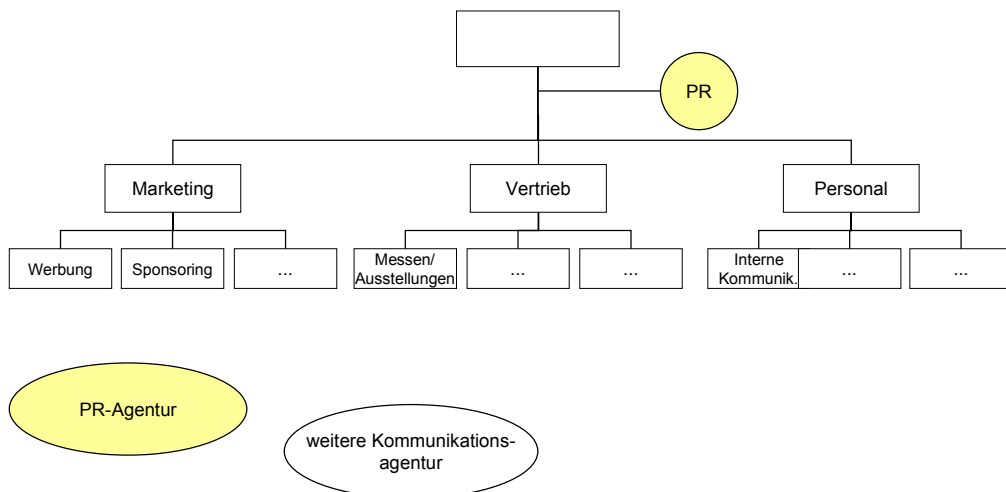 PR
Marketing
Vertrieb
Personal
Werbung
Sponsoring
...
Messen/
Ausstellungen
...
...
Interne
Kommunik.
...
...
PR-Agentur
weitere Kommunikations-
agentur